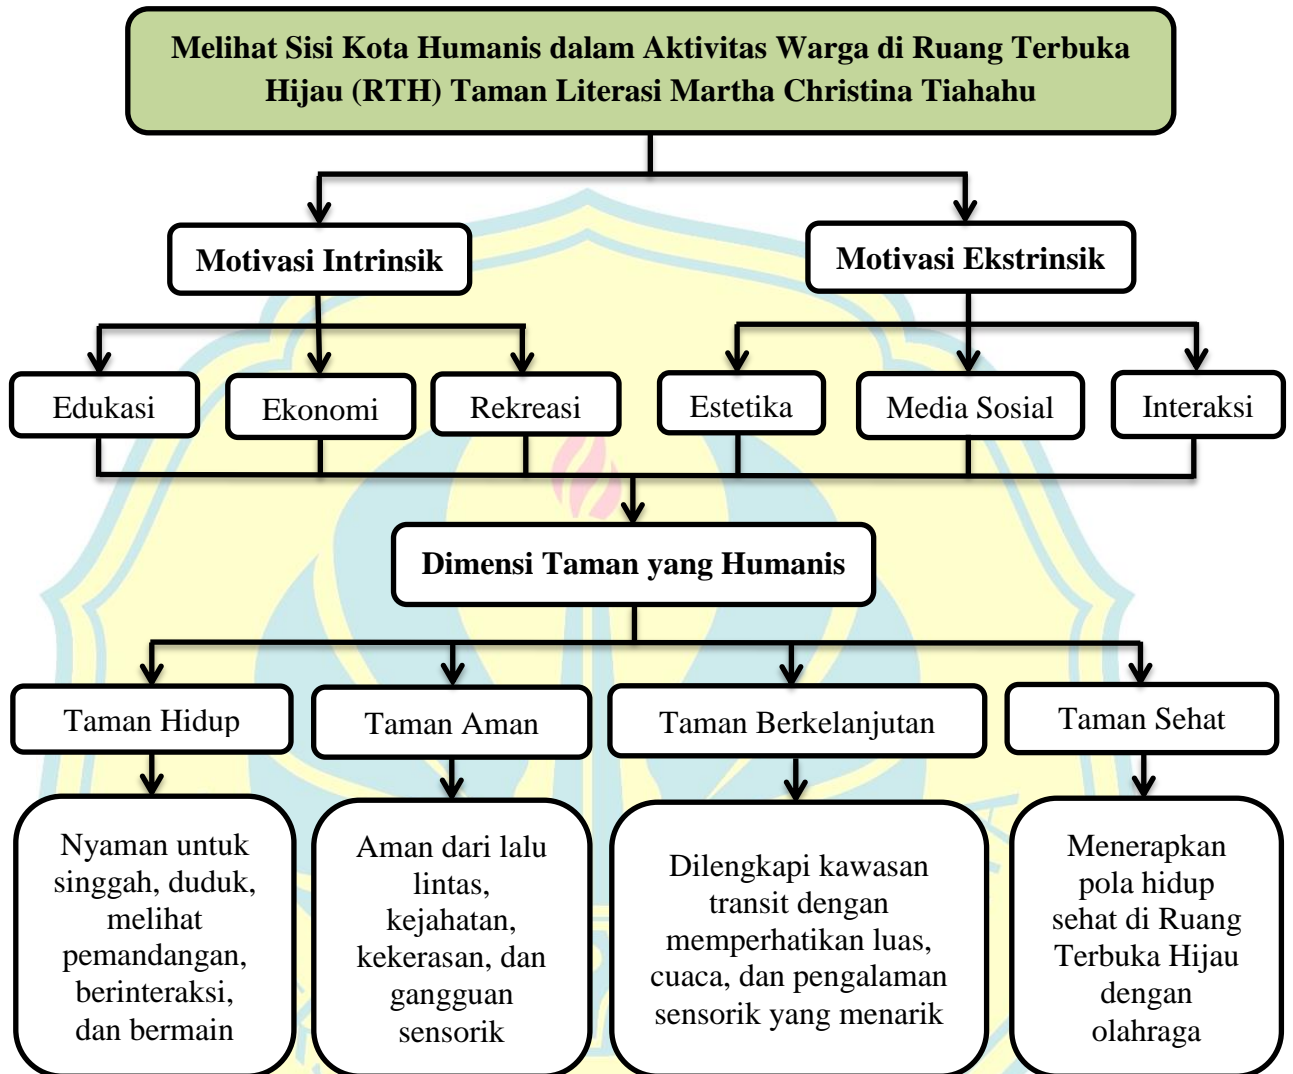 Melihat Sisi Kota Humanis dalam Aktivitas Warga di Ruang Terbuka
Hijau (RTH) Taman Literasi Martha Christina Tiahahu
Motivasi Intrinsik
Motivasi Ekstrinsik
Edukasi
Ekonomi
Rekreasi
Estetika
Media Sosial
Interaksi
Dimensi Taman yang Humanis
Taman Hidup
Taman Aman
Taman Berkelanjutan
Taman Sehat
Nyaman untuk
singgah, duduk,
melihat
pemandangan,
berinteraksi,
dan bermain
Aman dari lalu
lintas,
kejahatan,
kekerasan, dan
gangguan
sensorik
Dilengkapi kawasan
transit dengan
memperhatikan luas,
cuaca, dan pengalaman
sensorik yang menarik
Menerapkan
pola hidup
sehat di Ruang
Terbuka Hijau
dengan
olahraga